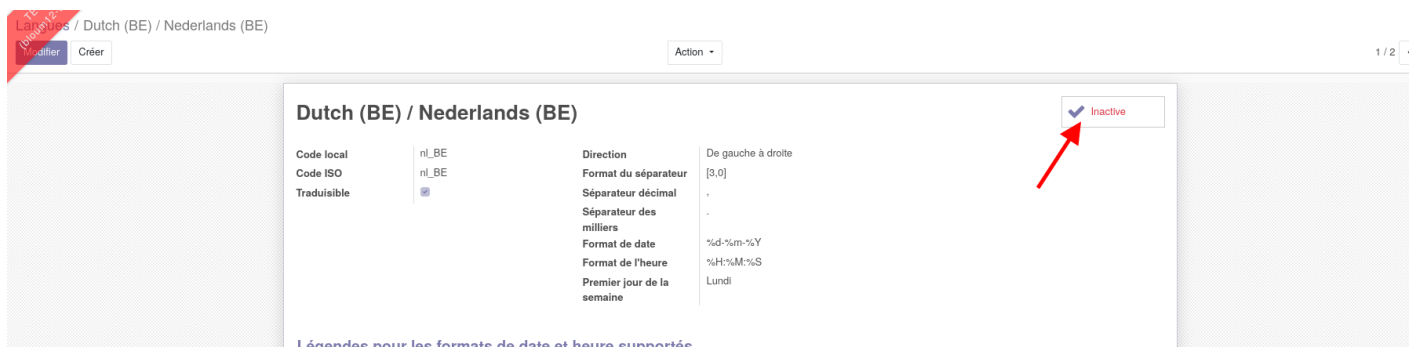 Langues / Dutch (BE) / Nederlands (BE)
Modifier Créer Action 1 / 2
Dutch (BE) / Nederlands (BE)
Inactive
Code local nl_BE
Code ISO nl_BE
Traduisible
Direction De gauche à droite
Format du séparateur [3,0]
Séparateur décimal ,
Séparateur des
milliers .
Format de date %d-%m-%Y
Format de l'heure %H:%M:%S
Premier jour de la
semaine Lundi
Légendes pour les formats de date et heure supportés